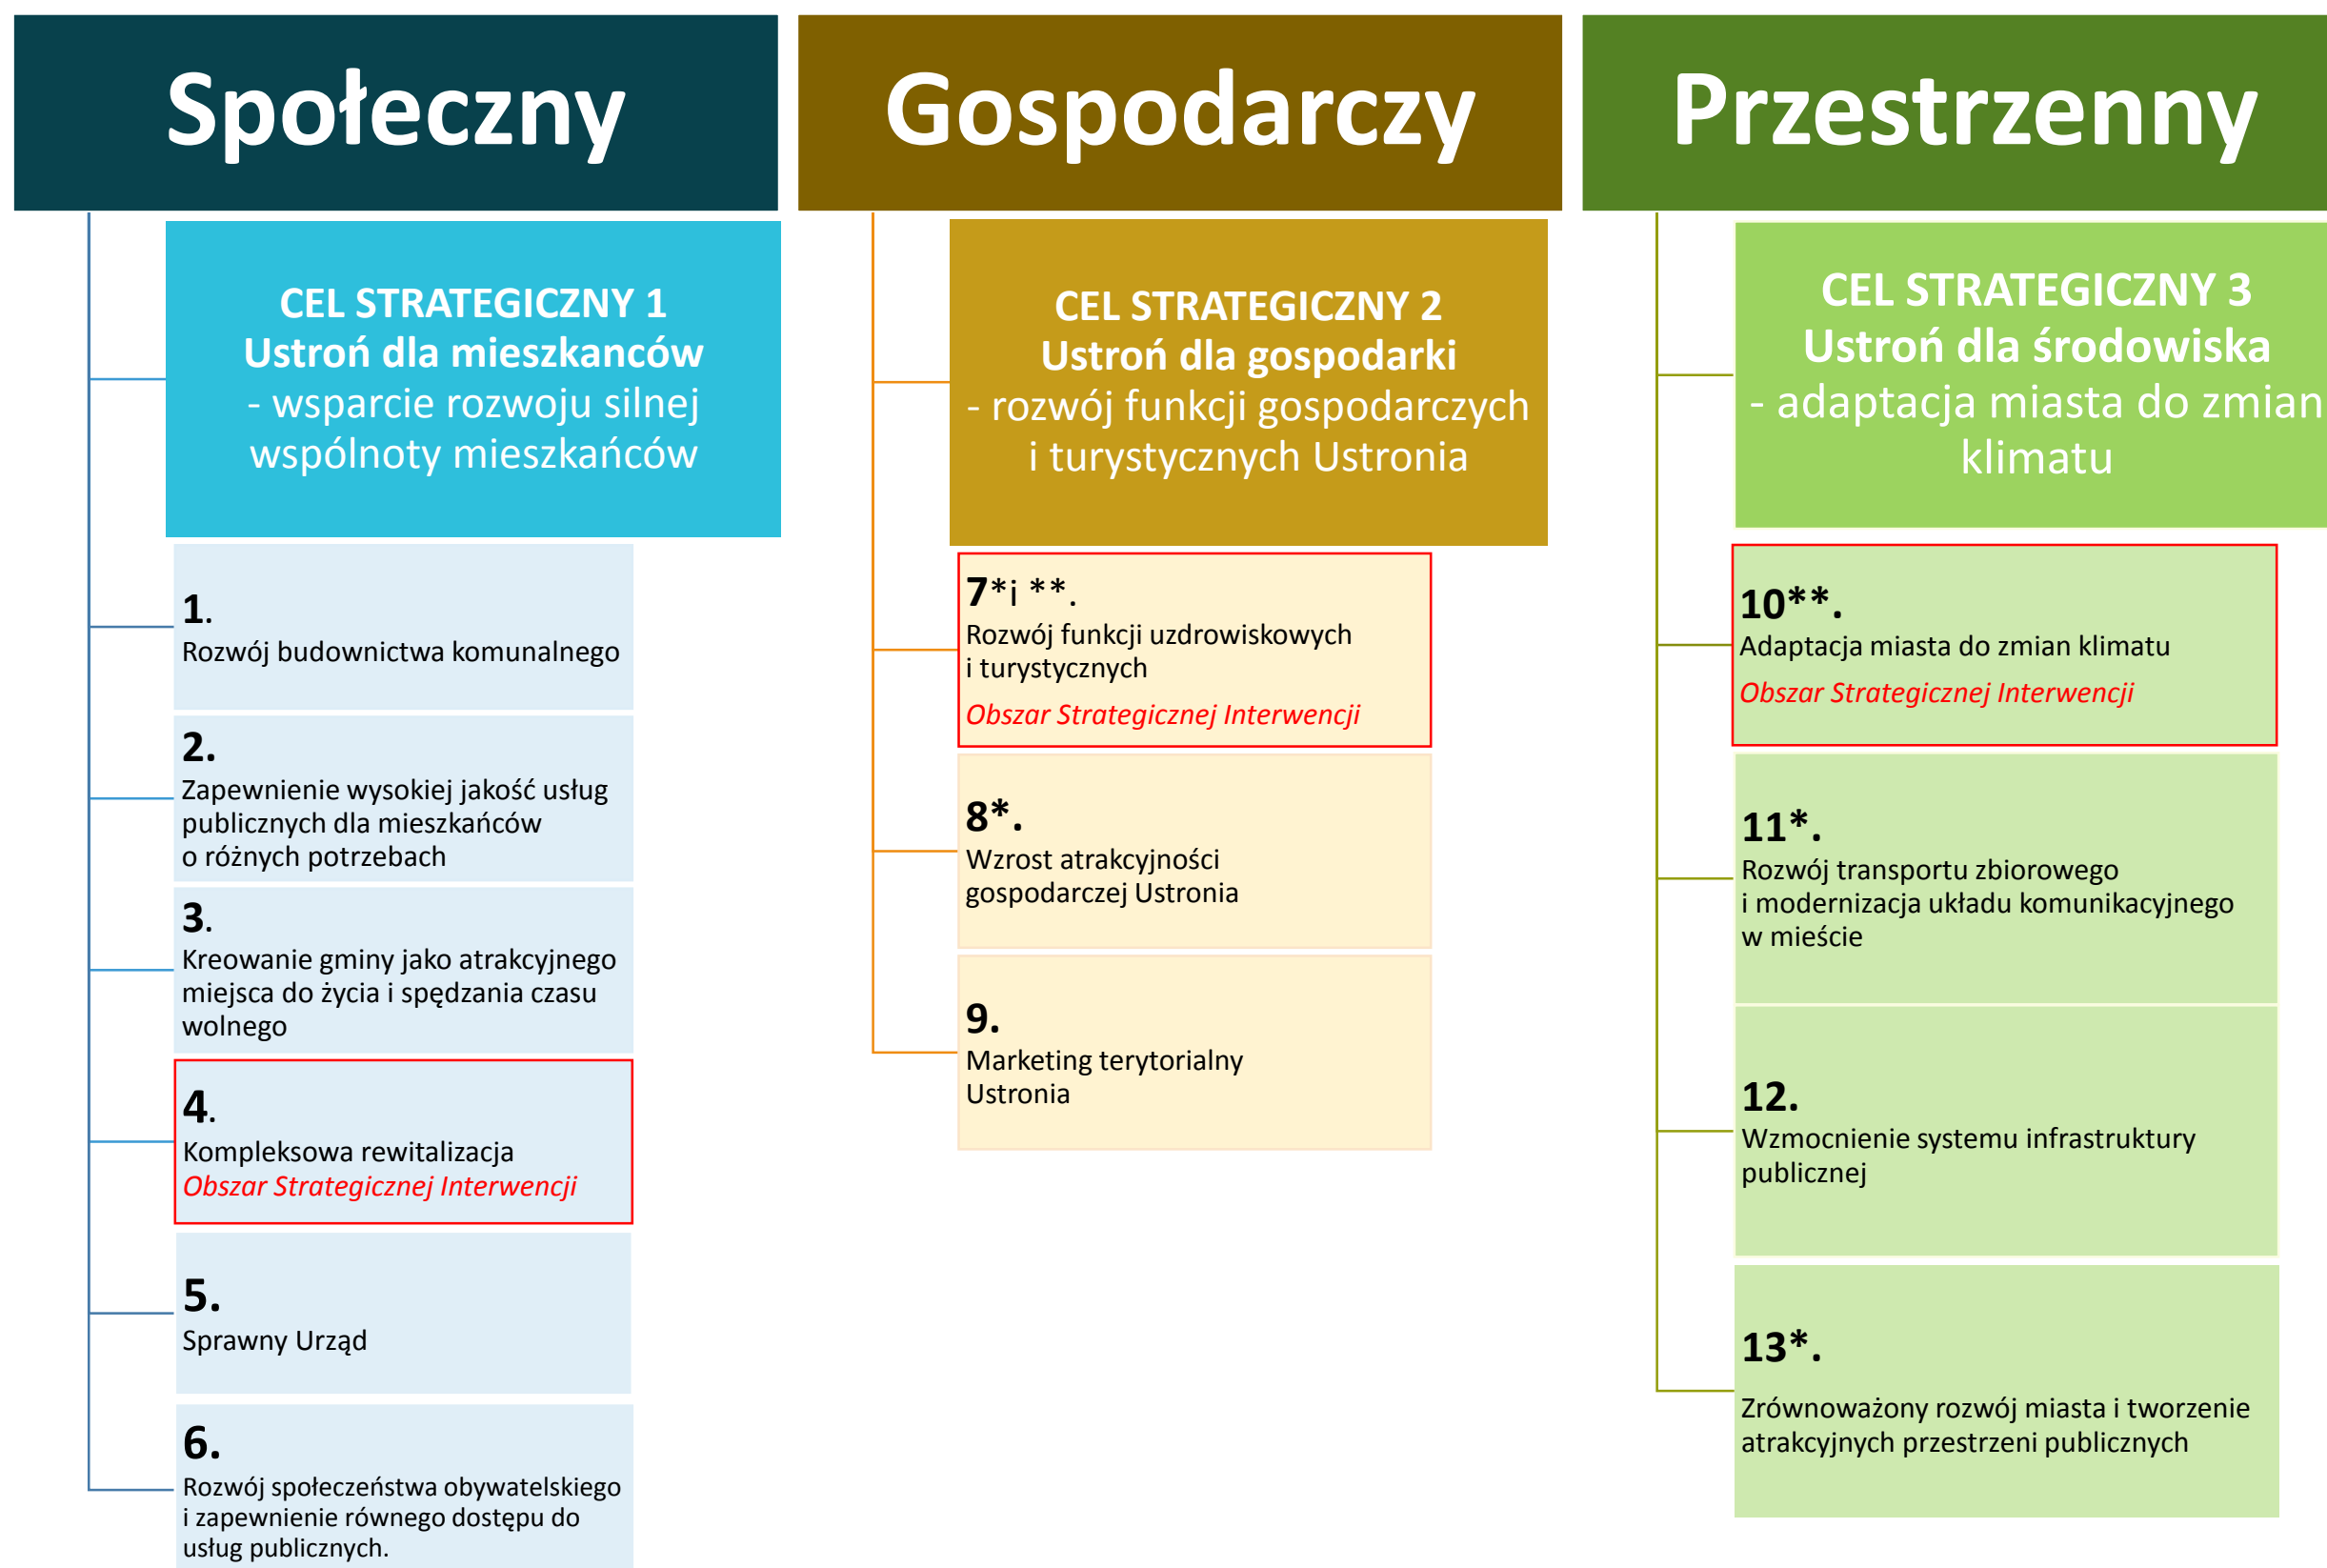 Społeczny
CEL STRATEGICZNY 1
Ustroń dla mieszkanców
- wsparcie rozwoju silnej
wspólnoty mieszkańców
1.
Rozwój budownictwa komunalnego
2.
Zapewnienie wysokiej jakość usług
publicznych dla mieszkańców
o różnych potrzebach
3.
Kreowanie gminy jako atrakcyjnego
miejsca do życia i spędzania czasu
wolnego
4.
Kompleksowa rewitalizacja
Obszar Strategicznej Interwencji
5.
Sprawny Urząd
6.
Rozwój społeczeństwa obywatelskiego
i zapewnienie równego dostępu do
usług publicznych.
Gospodarczy
CEL STRATEGICZNY 2
Ustroń dla gospodarki
- rozwój funkcji gospodarczych
i turystycznych Ustronia
7*i **.
Rozwój funkcji uzdrowiskowych
i turystycznych
Obszar Strategicznej Interwencji
8*.
Wzrost atrakcyjności
gospodarczej Ustronia
9.
Marketing terytorialny
Ustronia
Przestrzenny
CEL STRATEGICZNY 3
Ustroń dla środowiska
- adaptacja miasta do zmian
klimatu
10**.
Adaptacja miasta do zmian klimatu
Obszar Strategicznej Interwencji
11*.
Rozwój transportu zbiorowego
i modernizacja układu komunikacyjnego
w mieście
12.
Wzmocnienie systemu infrastruktury
publicznej
13*.
Zrównoważony rozwój miasta i tworzenie
atrakcyjnych przestrzeni publicznych